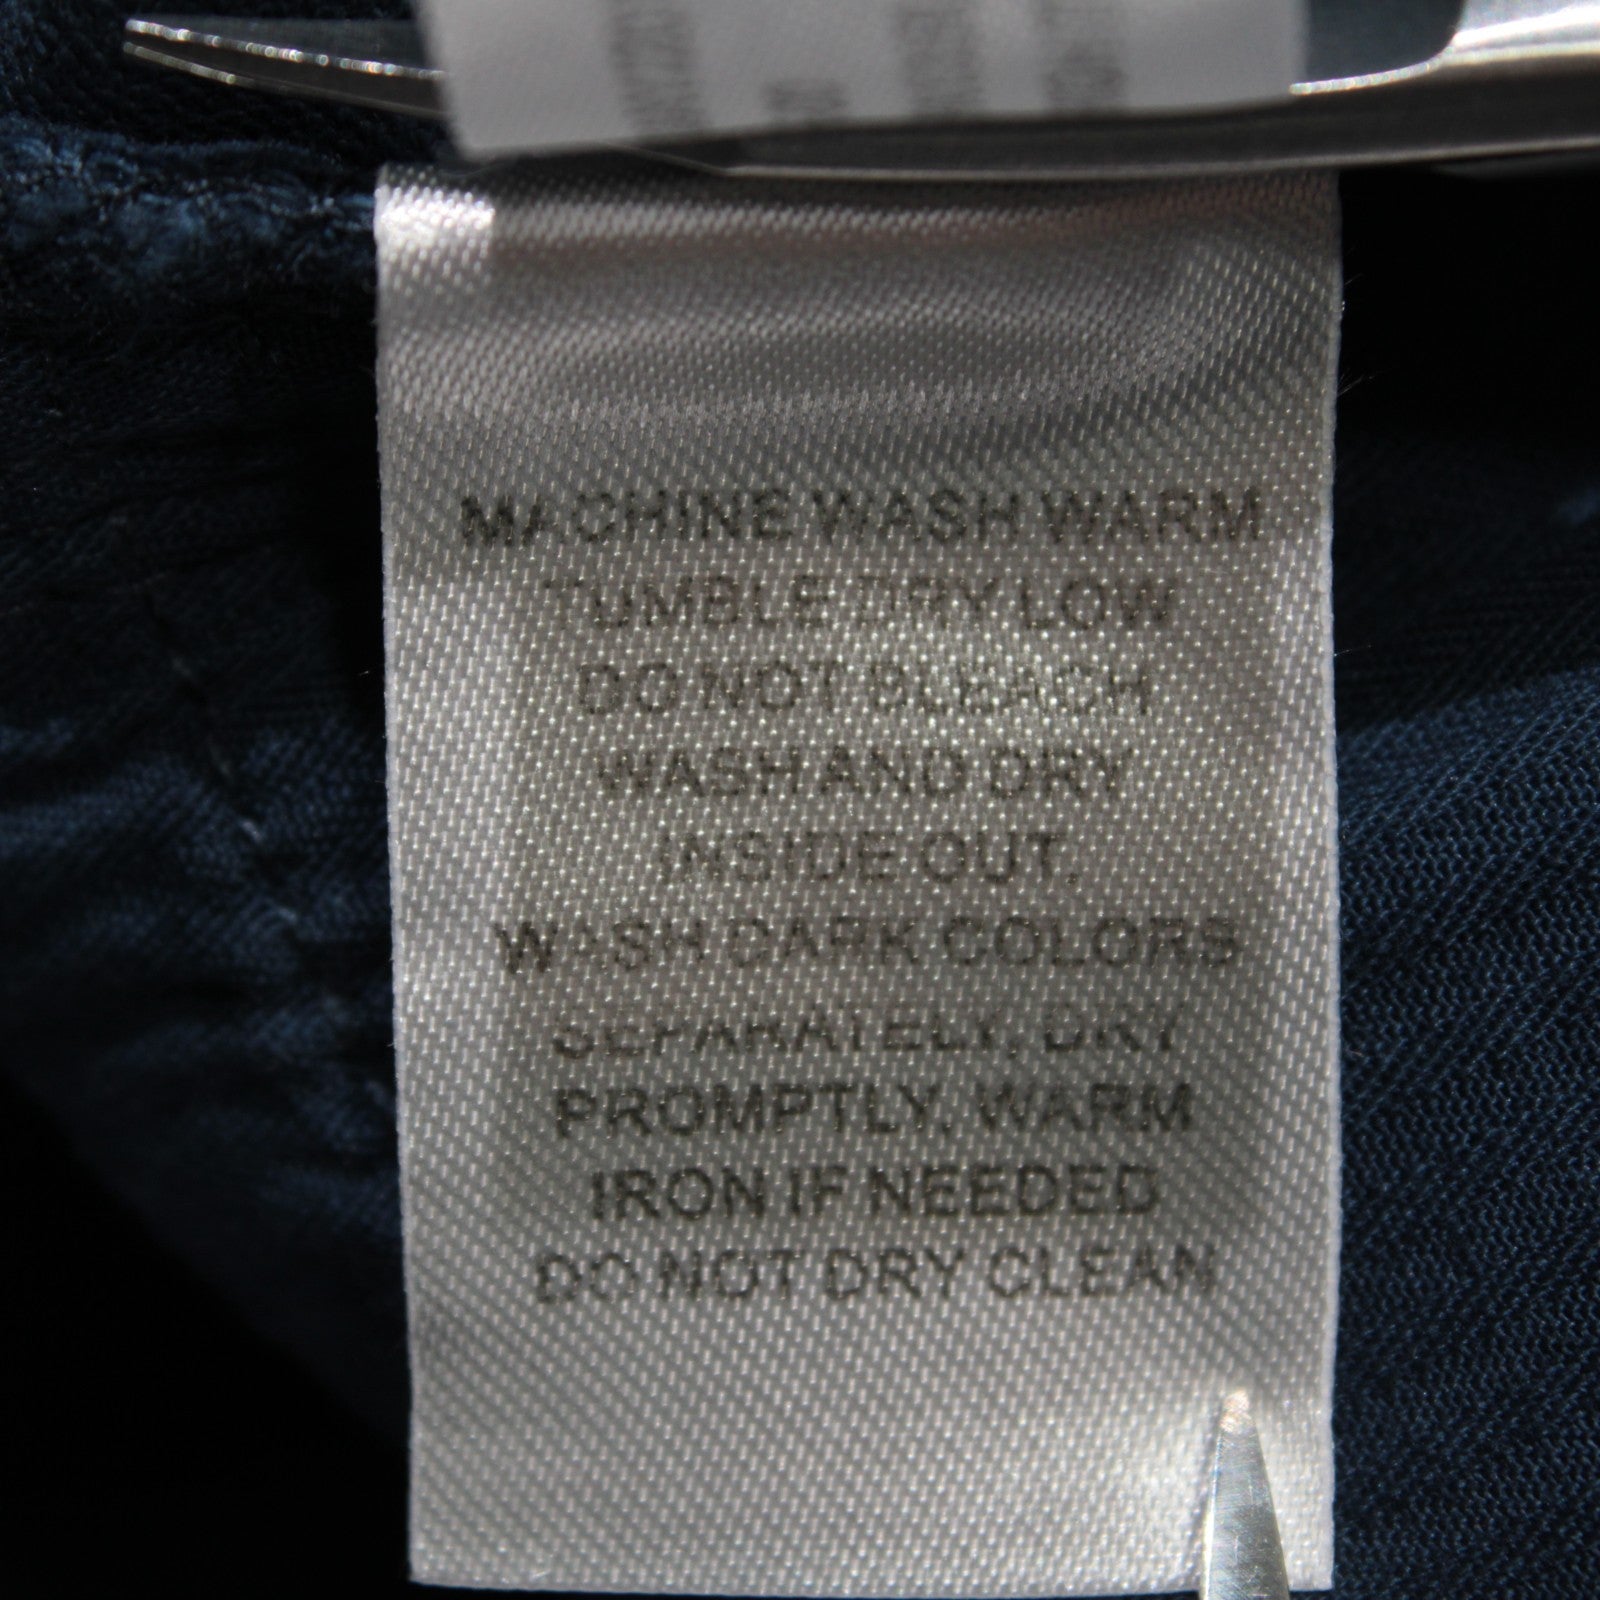 MACHINE WASH WARM
TUMBLE DRY LOW
DO NOT BLEACH
WASH AND DRY
INSIDE OUT.
WASH DARK COLORS
SEPARATELY, DRY
PROMPTLY, WARM
IRON IF NEEDED
DO NOT DRY CLEAN